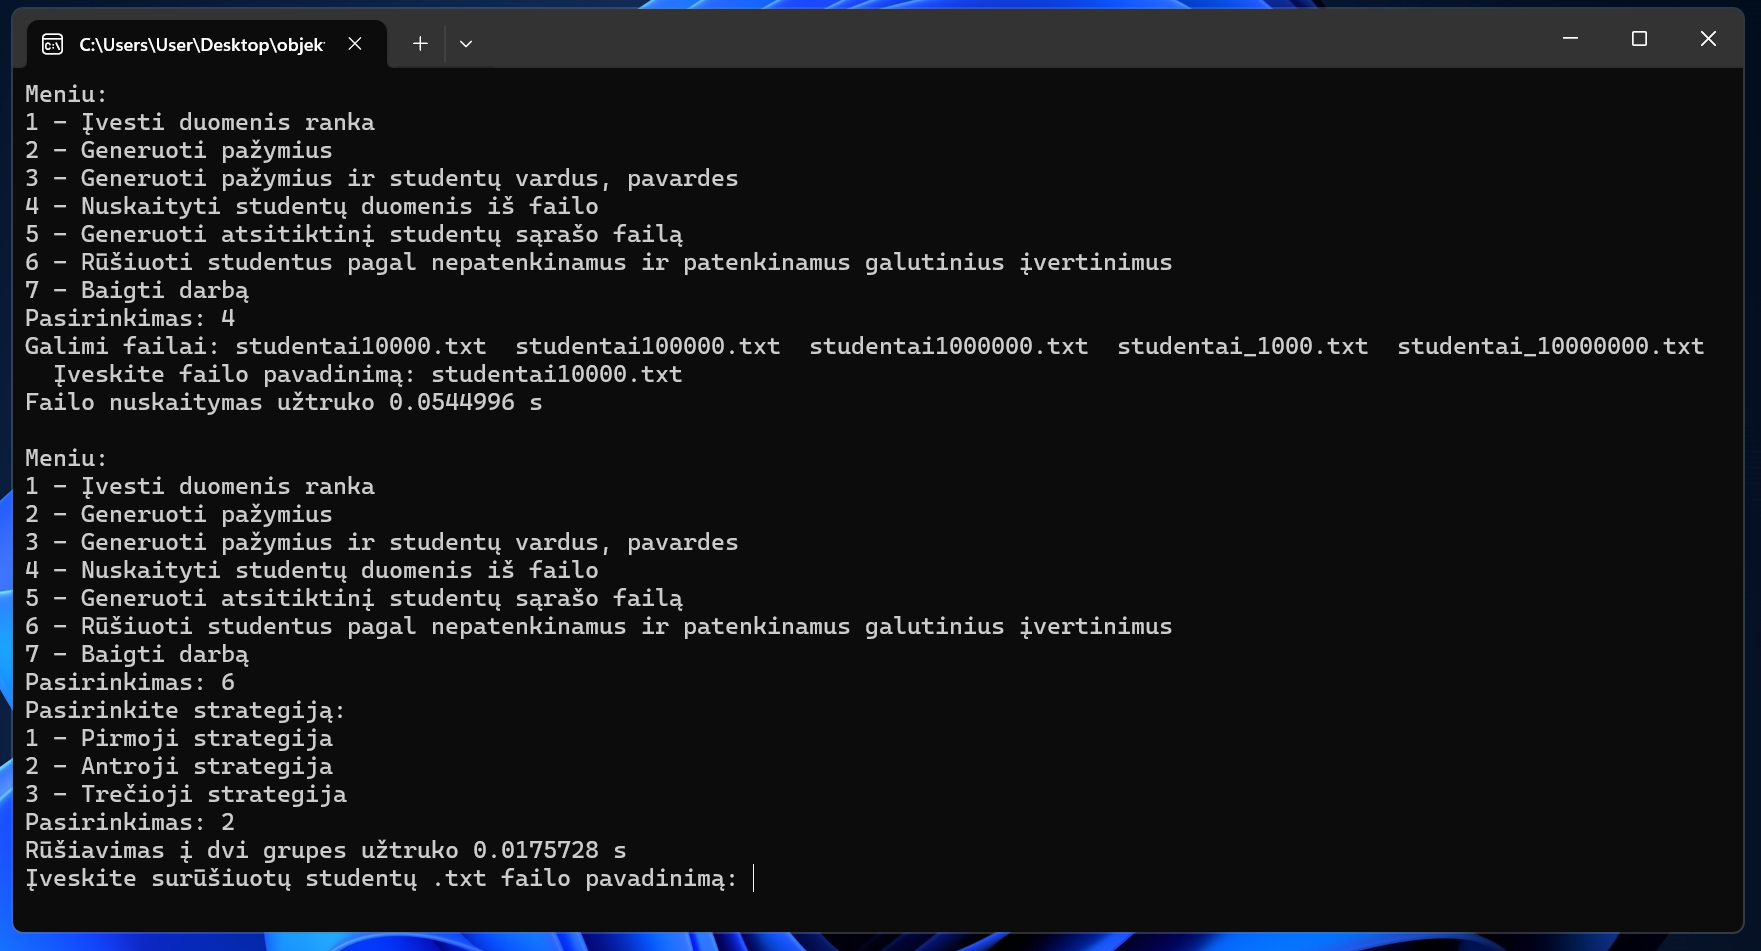 C:\Users\User\Desktop\objek
Meniu:
1 - Įvesti duomenis ranka
2 - Generuoti pažymius
3 - Generuoti pažymius ir studentų vardus, pavardes
4 - Nuskaityti studentų duomenis iš failo
5 - Generuoti atsitiktinį studentų sąrašo failą
6 - Rūšiuoti studentus pagal nepatenkinamus ir patenkinamus galutinius įvertinimus
7 - Baigti darbą
Pasirinkimas: 4
Galimi failai: studentai10000.txt  studentai100000.txt  studentai1000000.txt  studentai_1000.txt  studentai_10000000.txt
  Įveskite failo pavadinimą: studentai10000.txt
Failo nuskaitymas užtruko 0.0544996 s
Meniu:
1 - Įvesti duomenis ranka
2 - Generuoti pažymius
3 - Generuoti pažymius ir studentų vardus, pavardes
4 - Nuskaityti studentų duomenis iš failo
5 - Generuoti atsitiktinį studentų sąrašo failą
6 - Rūšiuoti studentus pagal nepatenkinamus ir patenkinamus galutinius įvertinimus
7 - Baigti darbą
Pasirinkimas: 6
Pasirinkite strategiją:
1 - Pirmoji strategija
2 - Antroji strategija
3 - Trečioji strategija
Pasirinkimas: 2
Rūšiavimas į dvi grupes užtruko 0.0175728 s
Įveskite surūšiuotų studentų .txt failo pavadinimą: